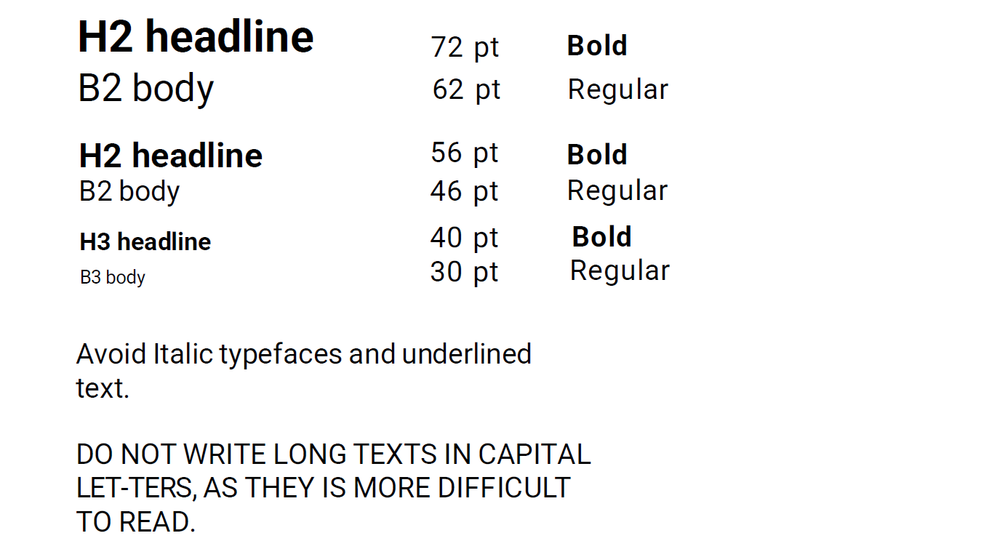 H2 headline 72 pt Bold
B2 body 62 pt Regular
H2 headline 56 pt Bold
B2 body 46 pt Regular
H3 headline 40 pt Bold
B3 body 30 pt Regular
Avoid Italic typefaces and underlined
text.
DO NOT WRITE LONG TEXTS IN CAPITAL
LET-TERS, AS THEY IS MORE DIFFICULT
TO READ.